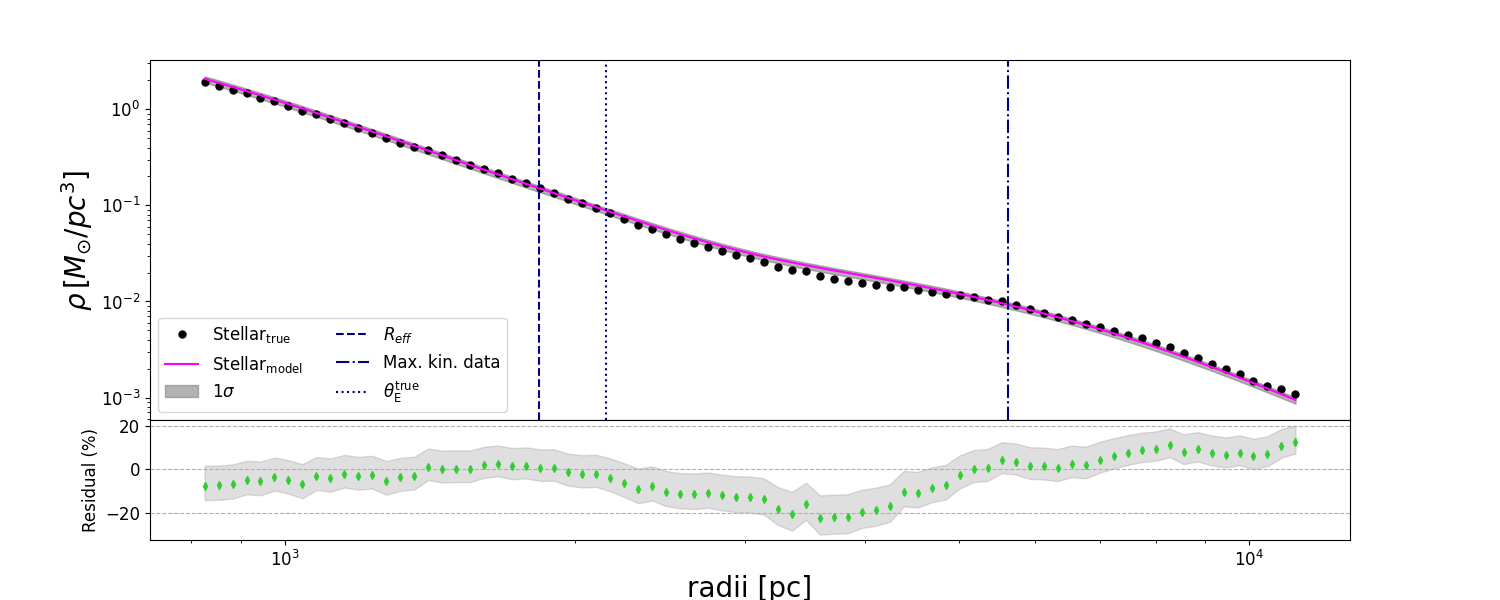 10⁰
10⁻¹
10⁻²
10⁻³
ρ [M⊙/pc³]
Stellar_true
Stellar_model
1σ
R_eff
Max. kin. data
θ_E^true
20
0
−20
Residual (%)
10³
10⁴
radii [pc]